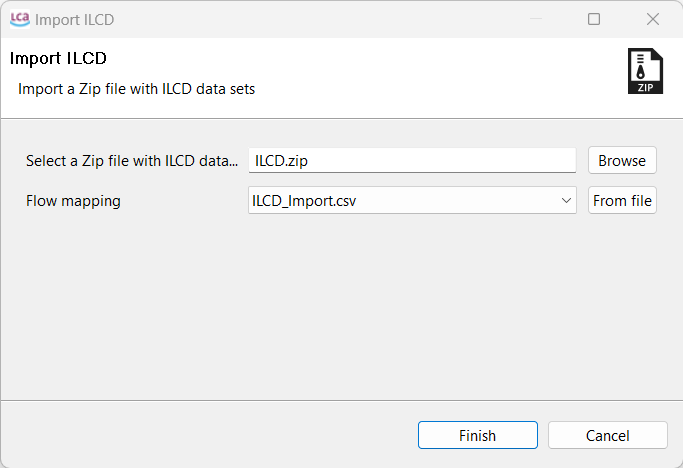 LCA Import ILCD
Import ILCD
Import a Zip file with ILCD data sets
ZIP
Select a Zip file with ILCD data... ILCD.zip Browse
Flow mapping ILCD_Import.csv From file
Finish Cancel